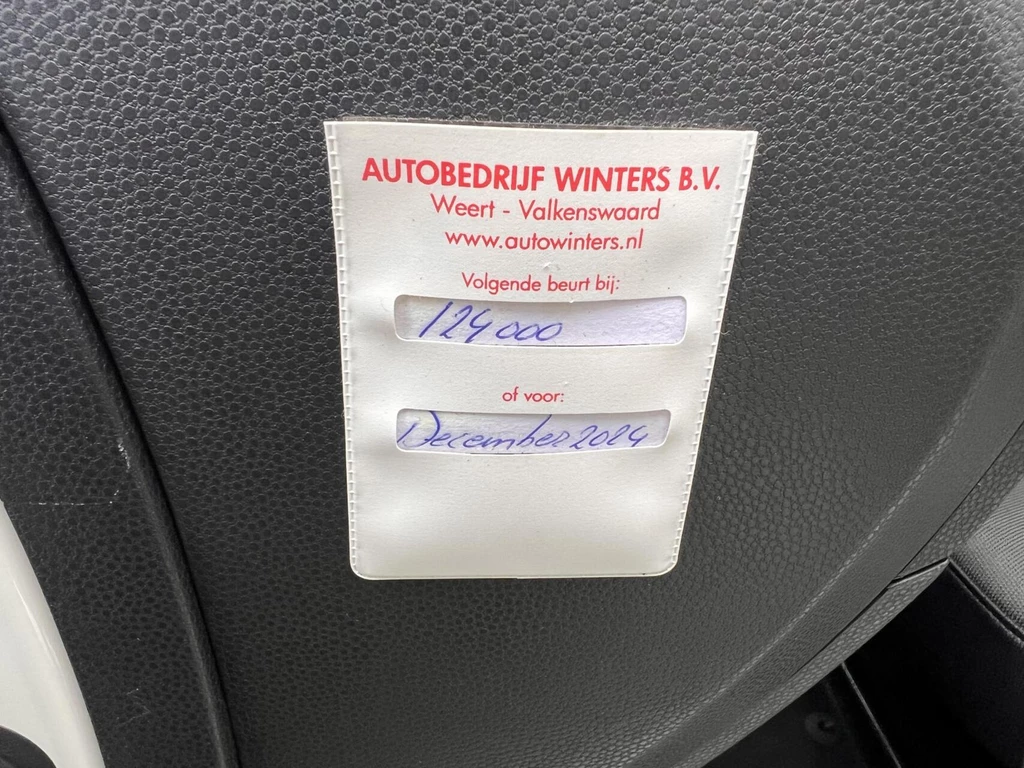 AUTOBEDRIJF WINTERS B.V.
Weert - Valkenswaard
www.autowinters.nl
Volgende beurt bij:
124000
of voor:
December 2024